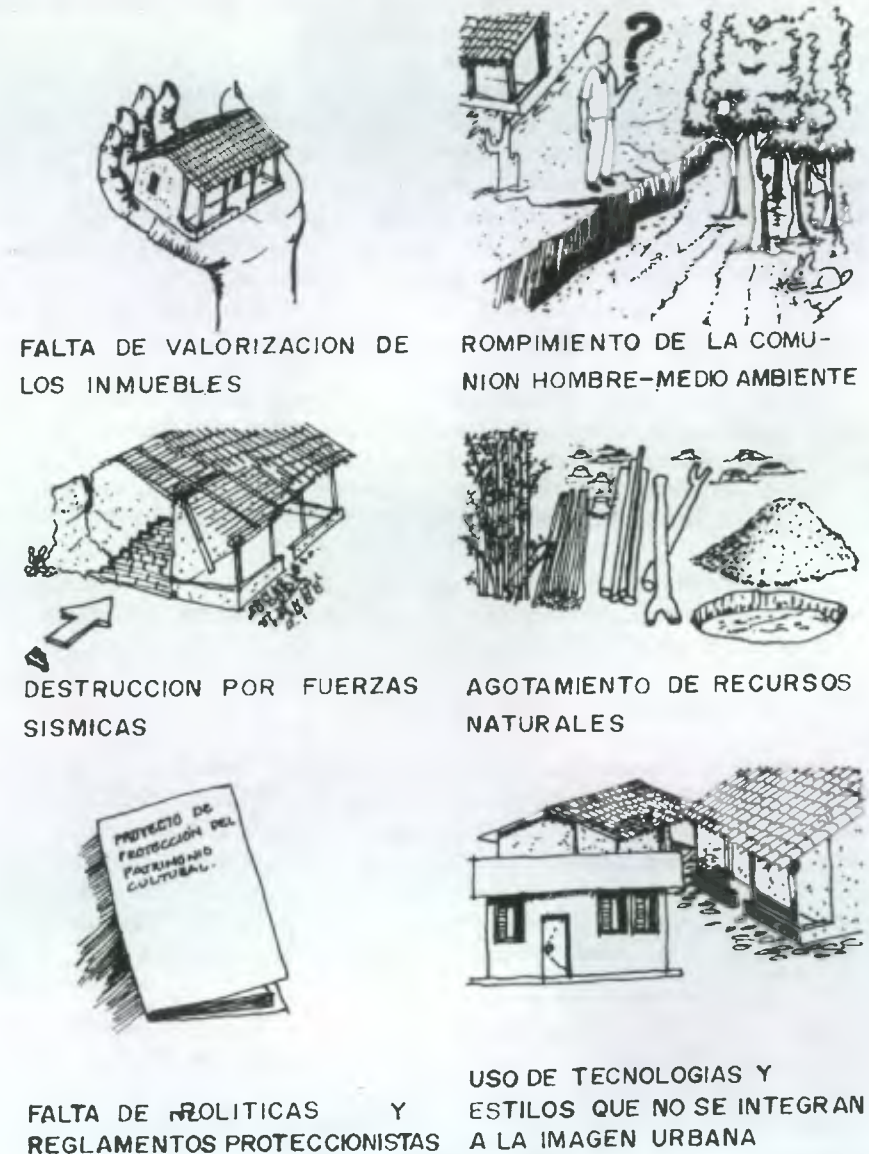 ?
FALTA DE VALORIZACION DE
LOS INMUEBLES
ROMPIMIENTO DE LA COMU-
NION HOMBRE-MEDIO AMBIENTE
DESTRUCCION POR FUERZAS
SISMICAS
AGOTAMIENTO DE RECURSOS
NATURALES
PROYECTO DE
PROTECCIÓN DEL
PATRIMONIO
CULTURAL.
FALTA DE POLITICAS Y
REGLAMENTOS PROTECCIONISTAS
USO DE TECNOLOGIAS Y
ESTILOS QUE NO SE INTEGRAN
A LA IMAGEN URBANA